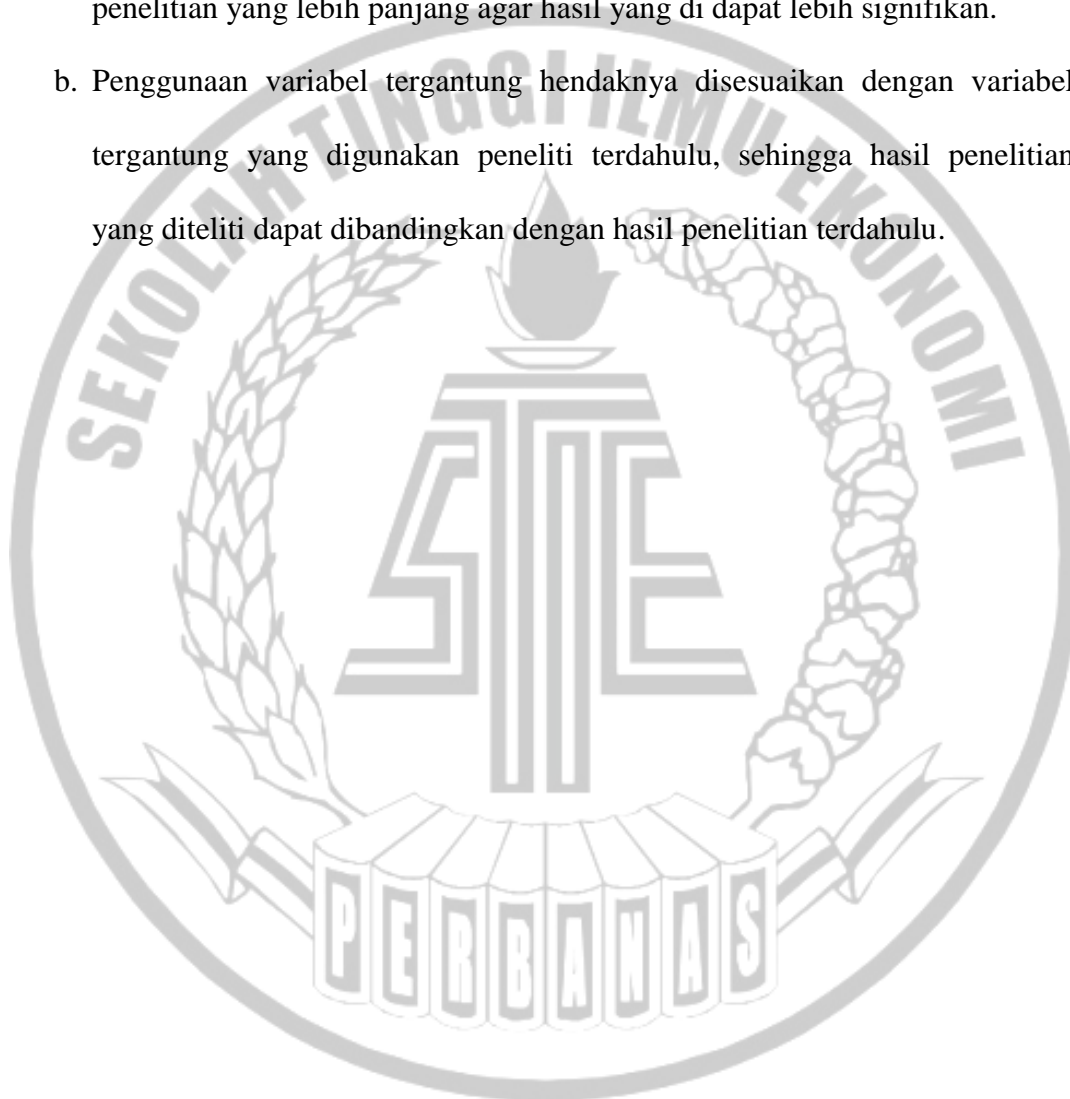 penelitian yang lebih panjang agar hasil yang di dapat lebih signifikan.
b. Penggunaan variabel tergantung hendaknya disesuaikan dengan variabel
tergantung yang digunakan peneliti terdahulu, sehingga hasil penelitian
yang diteliti dapat dibandingkan dengan hasil penelitian terdahulu.
SEKOLAH TINGGI ILMU EKONOMI
STIE
PERBANAS